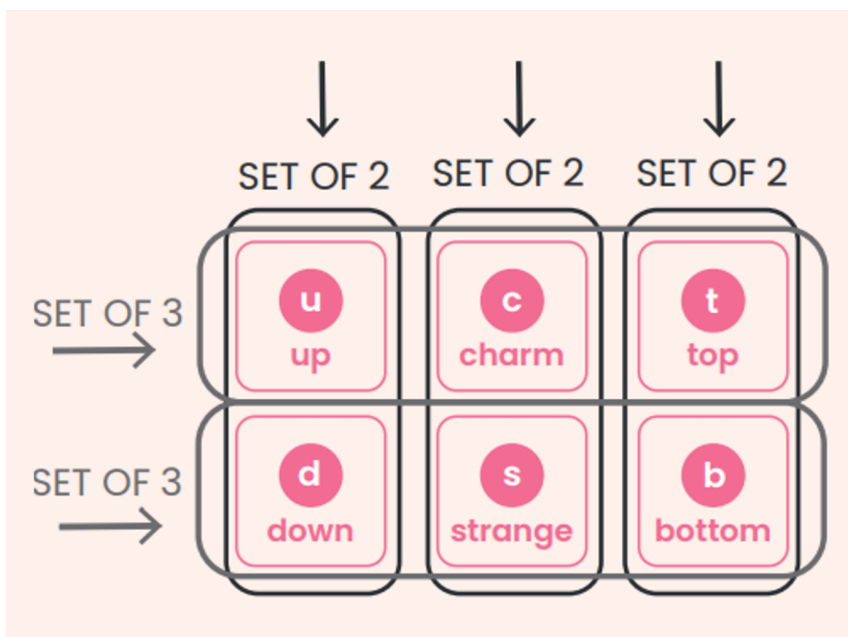 SET OF 2 SET OF 2 SET OF 2
SET OF 3
u c t
up charm top
SET OF 3
d s b
down strange bottom